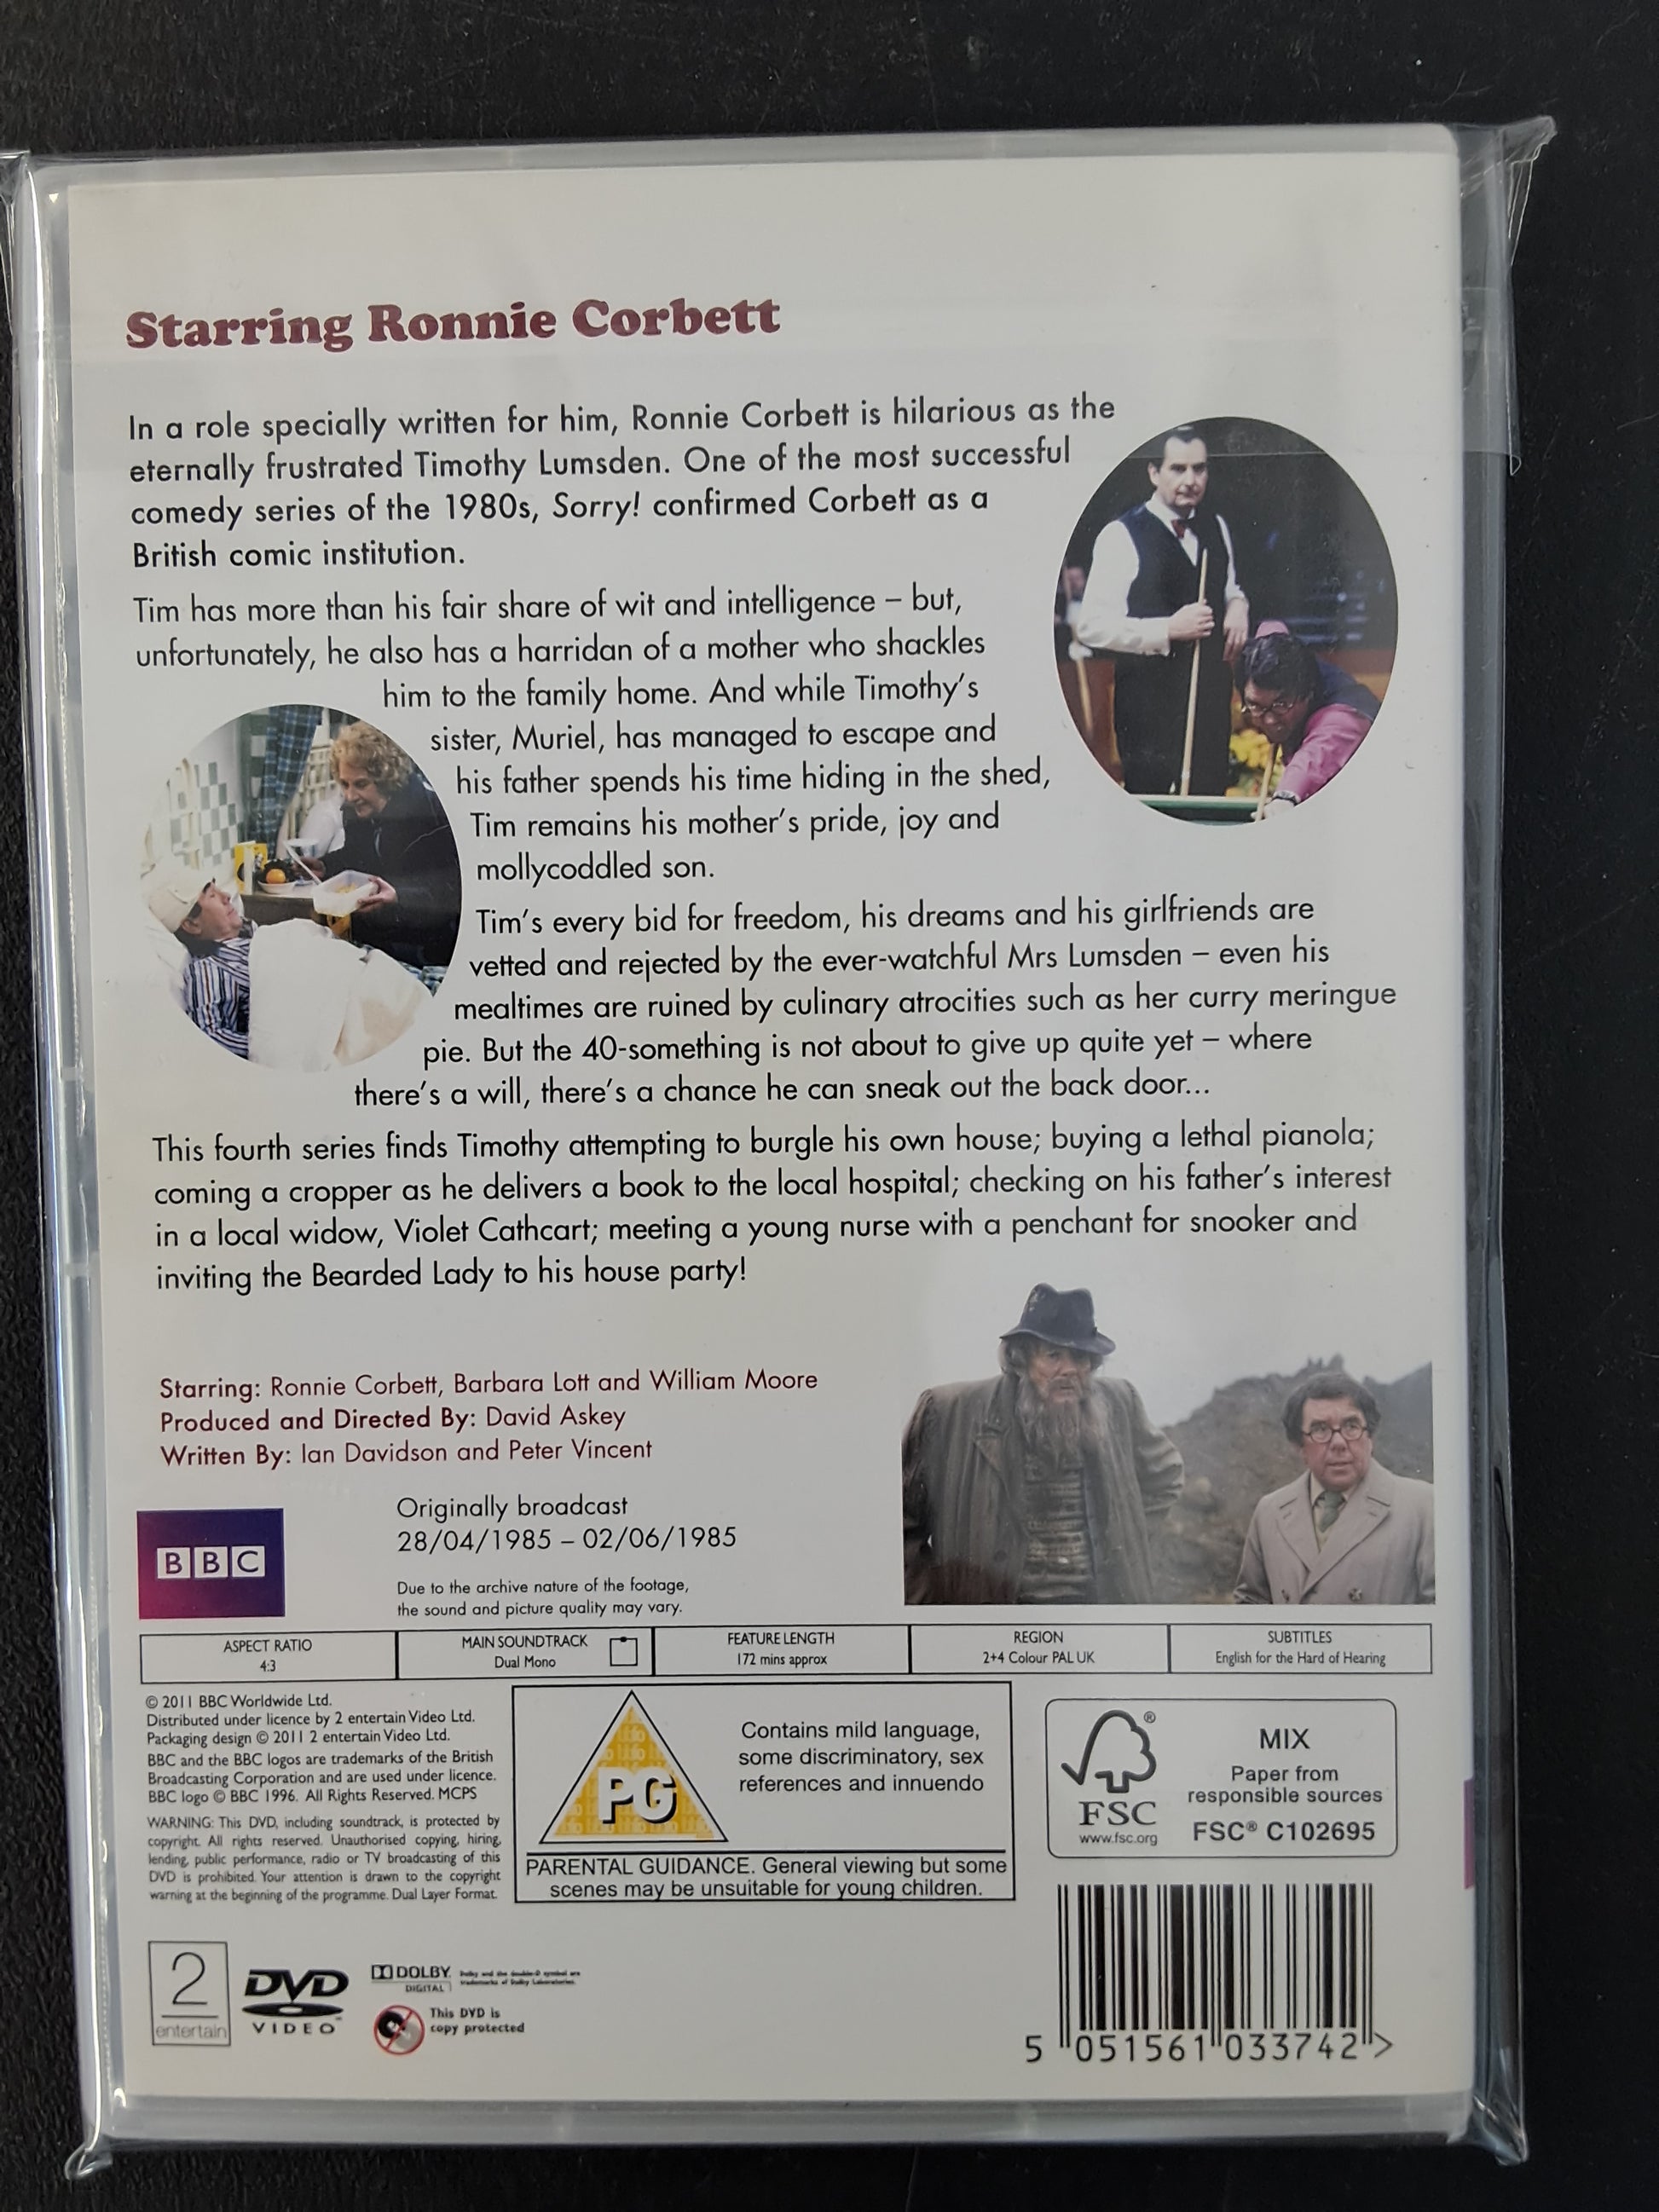 Starring Ronnie Corbett
In a role specially written for him, Ronnie Corbett is hilarious as the
eternally frustrated Timothy Lumsden. One of the most successful
comedy series of the 1980s, Sorry! confirmed Corbett as a
British comic institution.
Tim has more than his fair share of wit and intelligence – but,
unfortunately, he also has a harridan of a mother who shackles
him to the family home. And while Timothy's
sister, Muriel, has managed to escape and
his father spends his time hiding in the shed,
Tim remains his mother's pride, joy and
mollycoddled son.
Tim's every bid for freedom, his dreams and his girlfriends are
vetted and rejected by the ever-watchful Mrs Lumsden – even his
mealtimes are ruined by culinary atrocities such as her curry meringue
pie. But the 40-something is not about to give up quite yet – where
there's a will, there's a chance he can sneak out the back door...
This fourth series finds Timothy attempting to burgle his own house; buying a lethal pianola;
coming a cropper as he delivers a book to the local hospital; checking on his father's interest
in a local widow, Violet Cathcart; meeting a young nurse with a penchant for snooker and
inviting the Bearded Lady to his house party!
Starring: Ronnie Corbett, Barbara Lott and William Moore
Produced and Directed By: David Askey
Written By: Ian Davidson and Peter Vincent
BBC
Originally broadcast
28/04/1985 – 02/06/1985
Due to the archive nature of the footage,
the sound and picture quality may vary.
ASPECT RATIO
4:3
MAIN SOUNDTRACK
Dual Mono
FEATURE LENGTH
172 mins approx
REGION
2+4 Colour PAL UK
SUBTITLES
English for the Hard of Hearing
© 2011 BBC Worldwide Ltd.
Distributed under licence by 2 entertain Video Ltd.
Packaging design © 2011 2 entertain Video Ltd.
BBC and the BBC logos are trademarks of the British
Broadcasting Corporation and are used under licence.
BBC logo © BBC 1996. All Rights Reserved. MCPS
WARNING: This DVD, including soundtrack, is protected by
copyright. All rights reserved. Unauthorised copying, hiring,
lending, public performance, radio or TV broadcasting of this
DVD is prohibited. Your attention is drawn to the copyright
warning at the beginning of the programme. Dual Layer Format.
PG
Contains mild language,
some discriminatory, sex
references and innuendo
PARENTAL GUIDANCE. General viewing but some
scenes may be unsuitable for young children.
®
FSC
www.fsc.org
MIX
Paper from
responsible sources
FSC® C102695
2
entertain
DVD
VIDEO
DOLBY
DIGITAL
Dolby and the double-D symbol are
trademarks of Dolby Laboratories.
This DVD is
copy protected
5 051561 033742 >